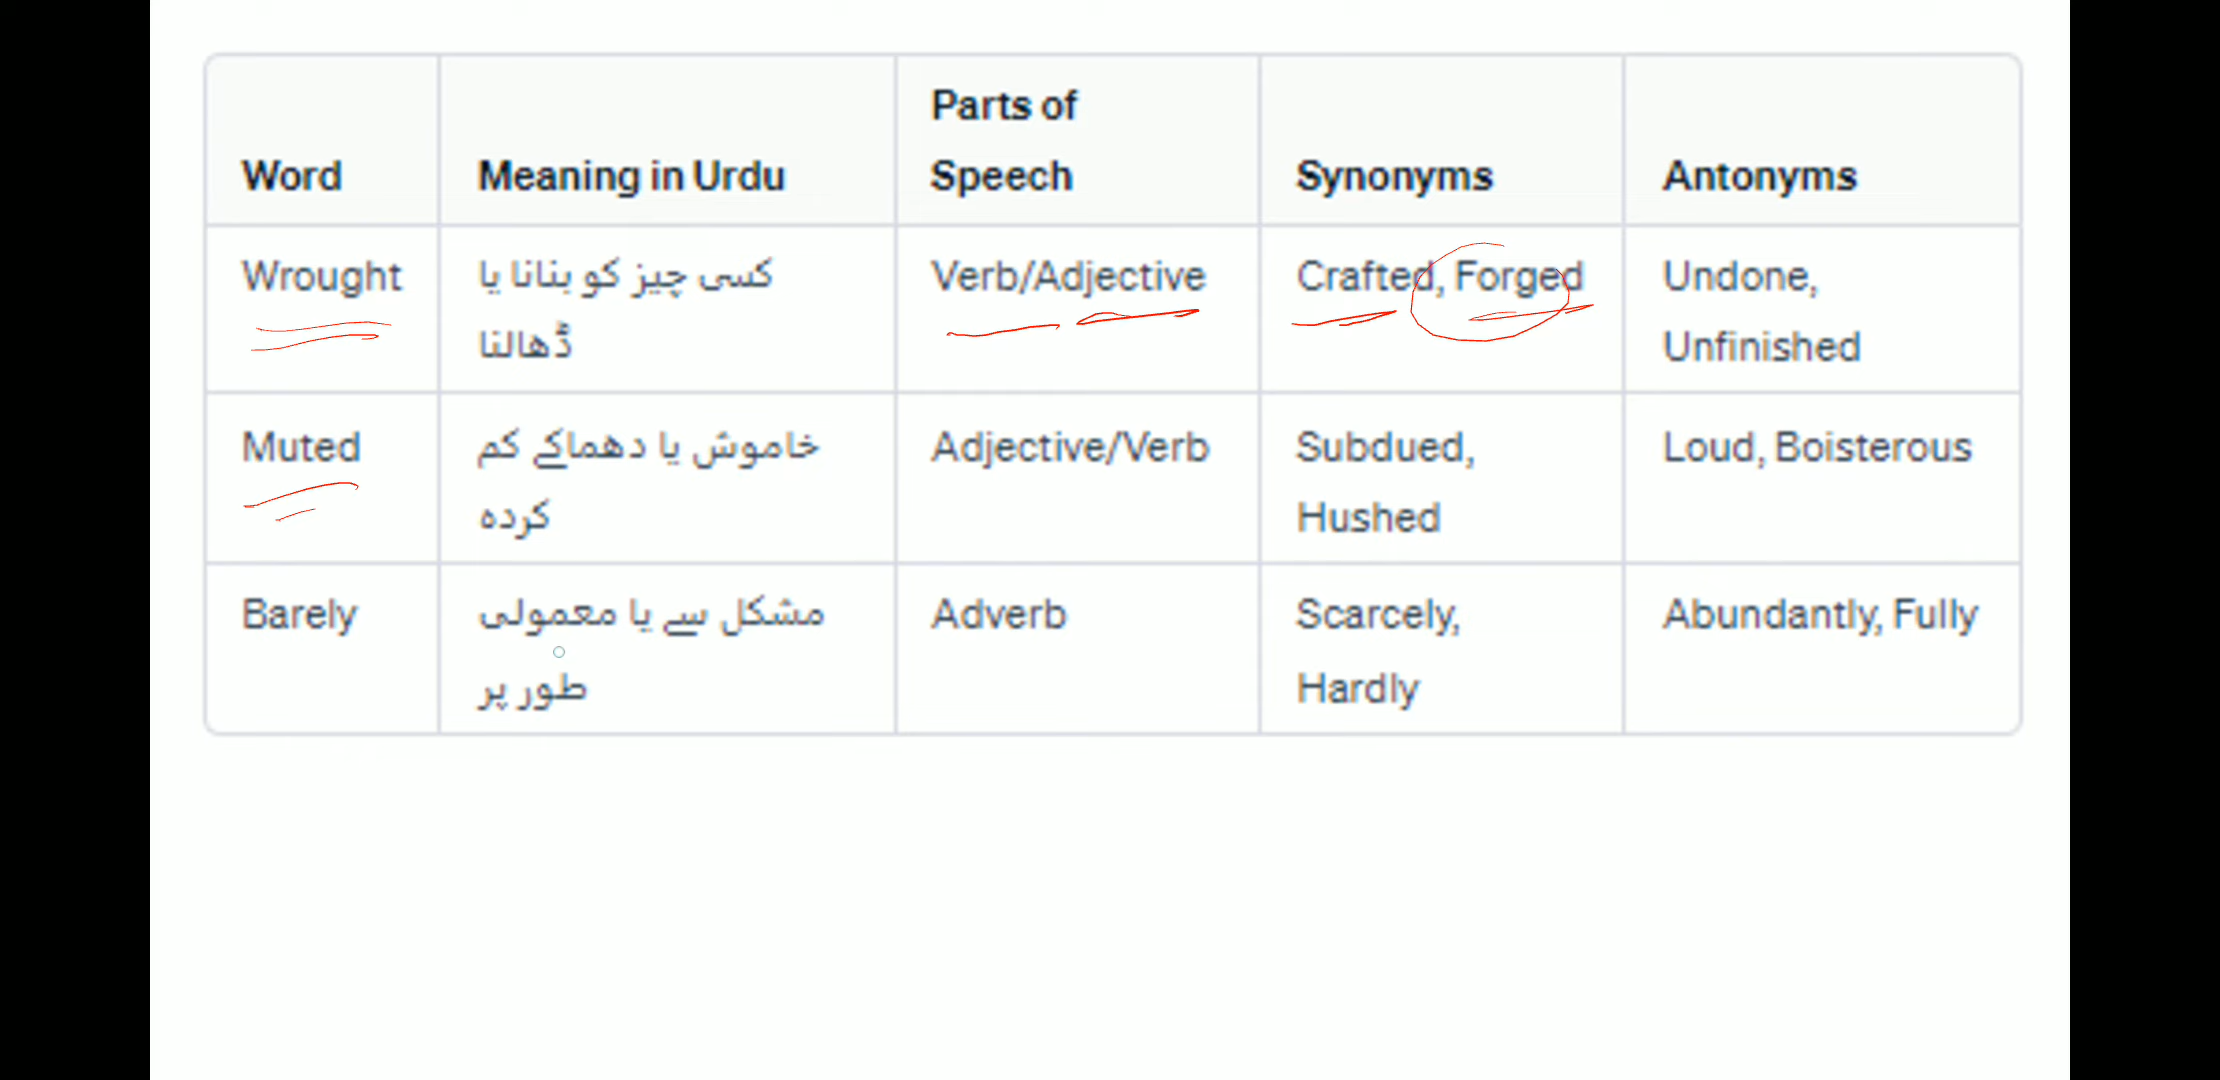 Word
Meaning in Urdu
Parts of
Speech
Synonyms
Antonyms
Wrought
کسی چیز کو بنانا یا
ڈھالنا
Verb/Adjective
Crafted, Forged
Undone,
Unfinished
Muted
خاموش یا دھماکے کم
کردہ
Adjective/Verb
Subdued,
Hushed
Loud, Boisterous
Barely
مشکل سے یا معمولی
طور پر
Adverb
Scarcely,
Hardly
Abundantly, Fully